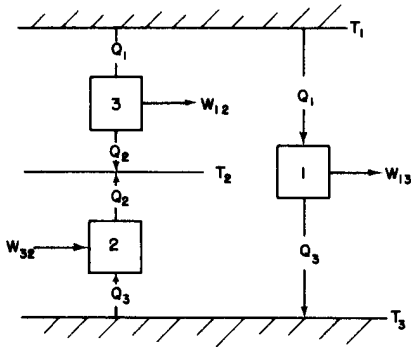 T₁
Q₁
3
W₁₂
Q₁
Q₂
T₂
1
W₁₃
Q₂
W₃₂
2
Q₃
Q₃
T₃